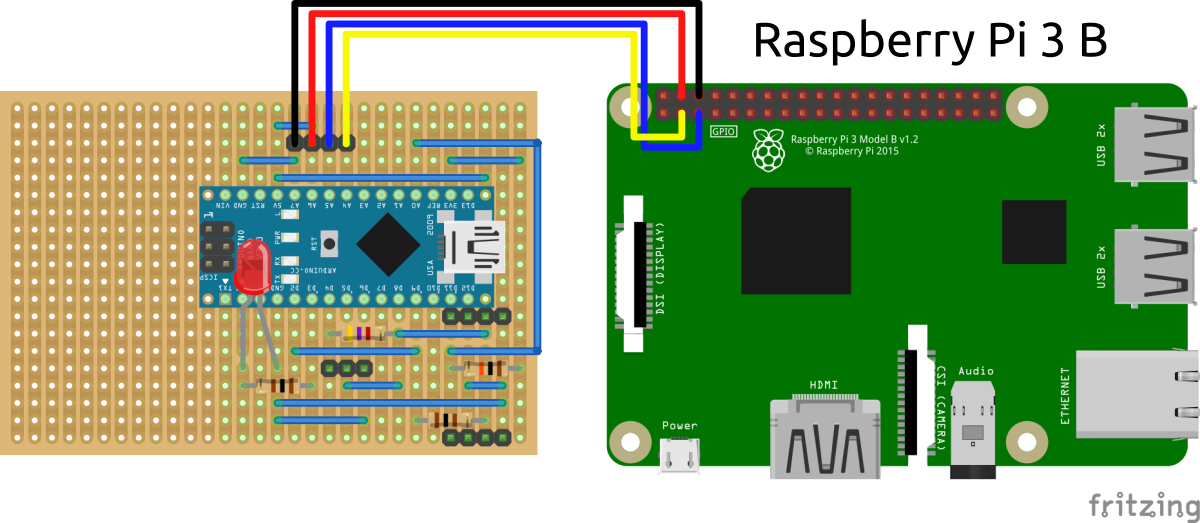 Raspberry Pi 3 B
GPIO
Raspberry Pi 3 Model B v1.2
© Raspberry Pi 2015
USB 2x
USB 2x
DSI (DISPLAY)
CSI (CAMERA)
HDMI
Audio
ETHERNET
Power
VIN GND RST 5V A7 A6 A5 A4 A3 A2 A1 A0 REF 3V3 D13
L
PWR
RX
TX
RST
ARDUINO.CC
2009
USA
1
ICSP
TX1 GND D2 D3 D4 D5 D6 D7 D8 D9 D10 D11 D12
fritzing